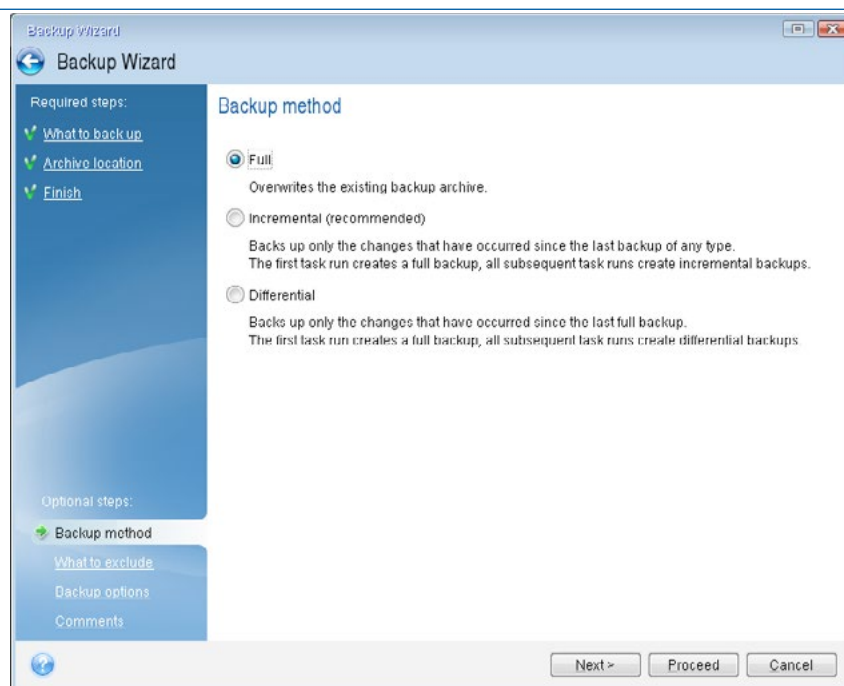 Backup Wizard
Backup Wizard
Required steps:
What to back up
Archive location
Finish
Backup method
Full
Overwrites the existing backup archive.
Incremental (recommended)
Backs up only the changes that have occurred since the last backup of any type.
The first task run creates a full backup, all subsequent task runs create incremental backups.
Differential
Backs up only the changes that have occurred since the last full backup.
The first task run creates a full backup, all subsequent task runs create differential backups.
Optional steps:
Backup method
What to exclude
Backup options
Comments
Next >
Proceed
Cancel